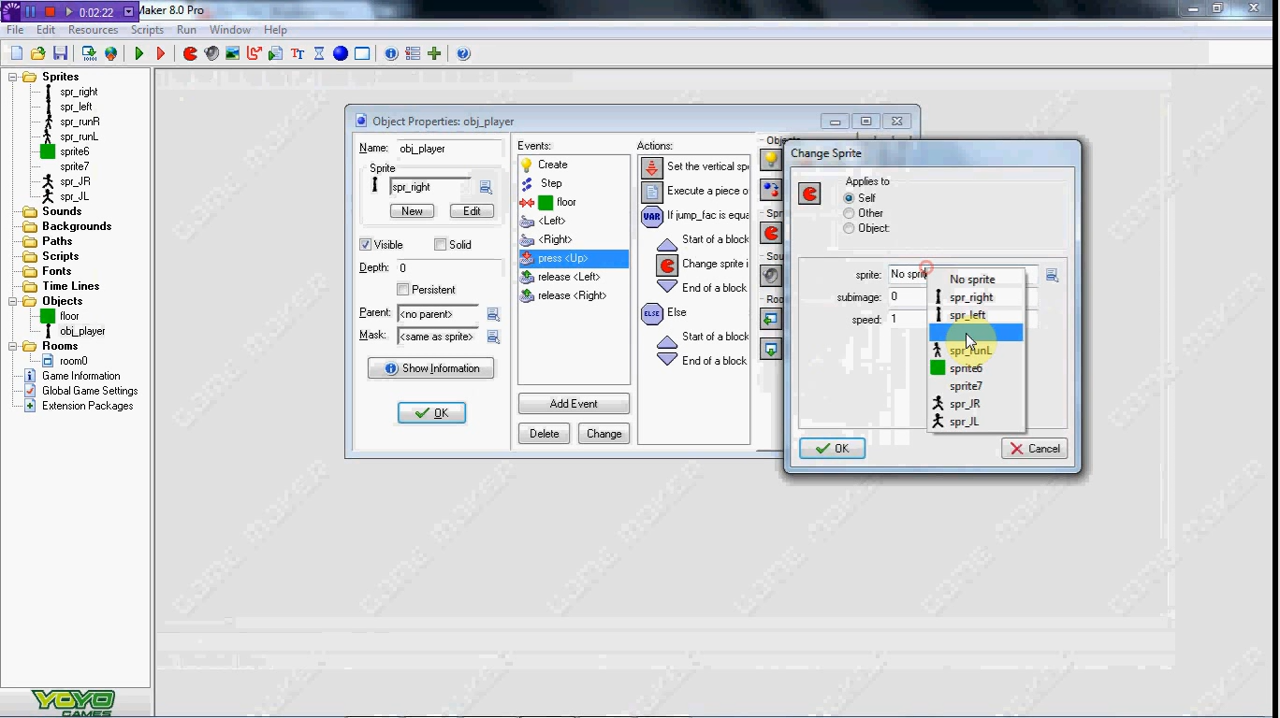 0:02:22
Maker 8.0 Pro
File Edit Resources Scripts Run Window Help
Sprites
spr_right
spr_left
spr_runR
spr_runL
sprite6
sprite7
spr_JR
spr_JL
Sounds
Backgrounds
Paths
Scripts
Fonts
Time Lines
Objects
floor
obj_player
Rooms
room0
Game Information
Global Game Settings
Extension Packages
YOYO
GAMES
Object Properties: obj_player
Name: obj_player
Sprite
spr_right
New Edit
Visible Solid
Depth: 0
Persistent
Parent: <no parent>
Mask: <same as sprite>
Show Information
OK
Events:
Create
Step
floor
<Left>
<Right>
press <Up>
release <Left>
release <Right>
Add Event
Delete Change
Actions:
Set the vertical spe
Execute a piece o
VAR If jump_fac is equa
Start of a block
Change sprite i
End of a block
ELSE Else
Start of a block
End of a block
Change Sprite
Applies to
Self
Other
Object:
sprite: No sprite
subimage: 0
speed: 1
No sprite
spr_right
spr_left
spr_runL
sprite6
sprite7
spr_JR
spr_JL
OK Cancel